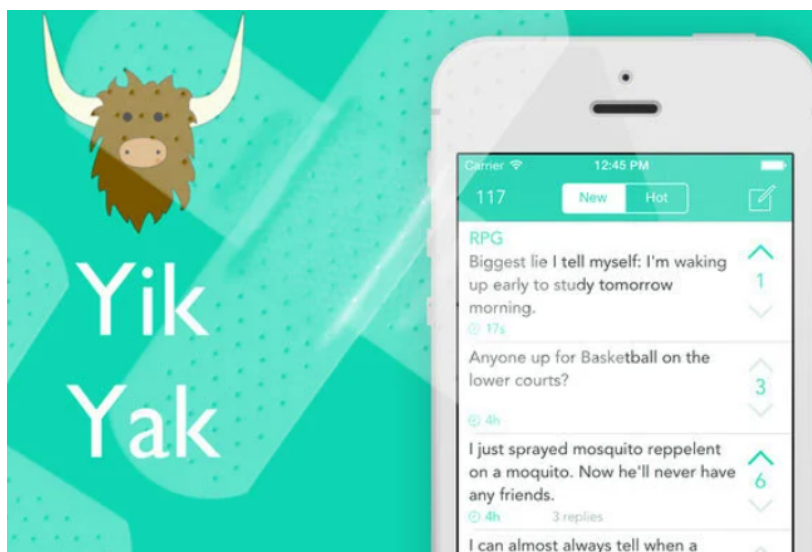 Yik
Yak
Carrier 12:45 PM
117 New Hot
RPG
Biggest lie I tell myself: I'm waking
up early to study tomorrow
morning.
1
17s
Anyone up for Basketball on the
lower courts?
3
4h
I just sprayed mosquito reppelent
on a moquito. Now he'll never have
any friends.
6
4h 3 replies
I can almost always tell when a